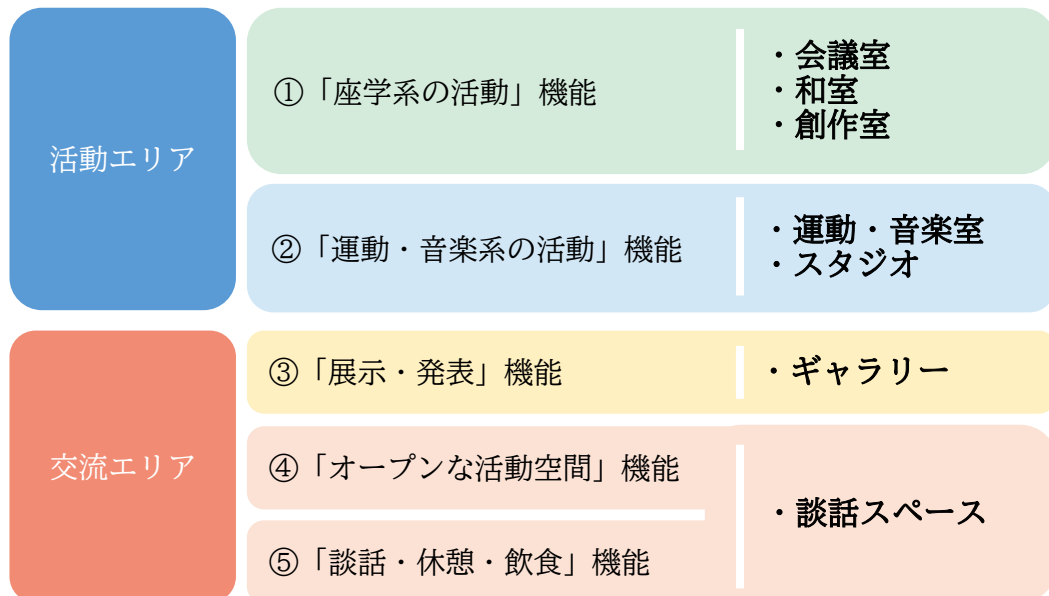 活動エリア
①「座学系の活動」機能
・会議室
・和室
・創作室
②「運動・音楽系の活動」機能
・運動・音楽室
・スタジオ
交流エリア
③「展示・発表」機能
・ギャラリー
④「オープンな活動空間」機能
⑤「談話・休憩・飲食」機能
・談話スペース